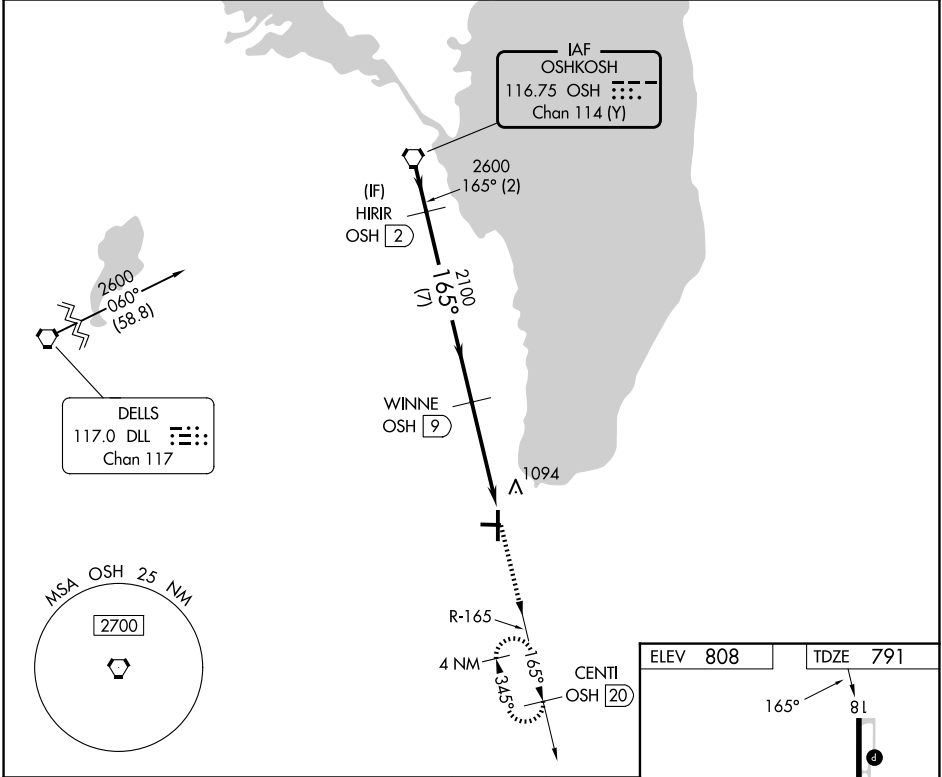 IAF
OSHKOSH
116.75 OSH
Chan 114 (Y)
2600
165° (2)
(IF)
HIRIR
OSH 2
2100
165°
(7)
2600
060°
(58.8)
DELLS
117.0 DLL
Chan 117
WINNE
OSH 9
1094
MSA OSH 25 NM
2700
R-165
4 NM
165°
345°
CENTI
OSH 20
ELEV 808
TDZE 791
165°
18
P